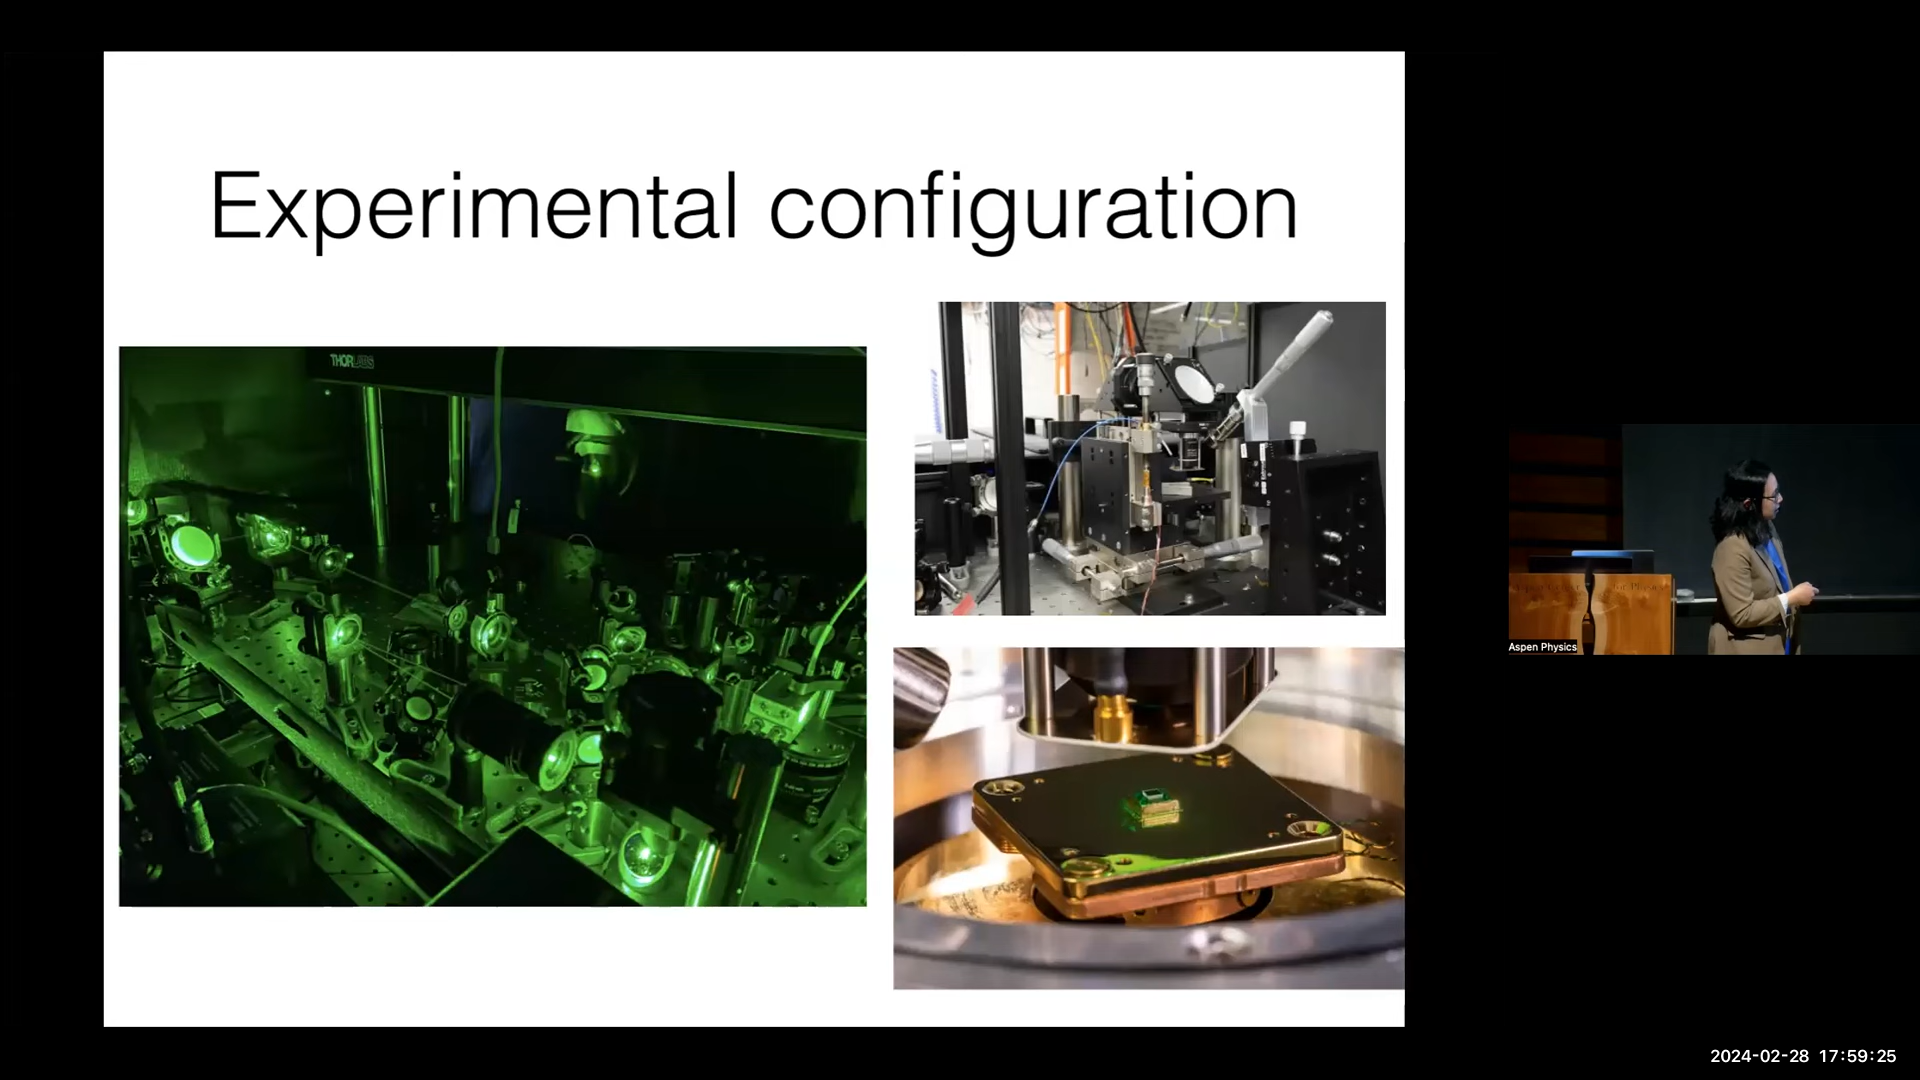 Experimental configuration
THORLABS
Aspen Physics
2024-02-28 17:59:25